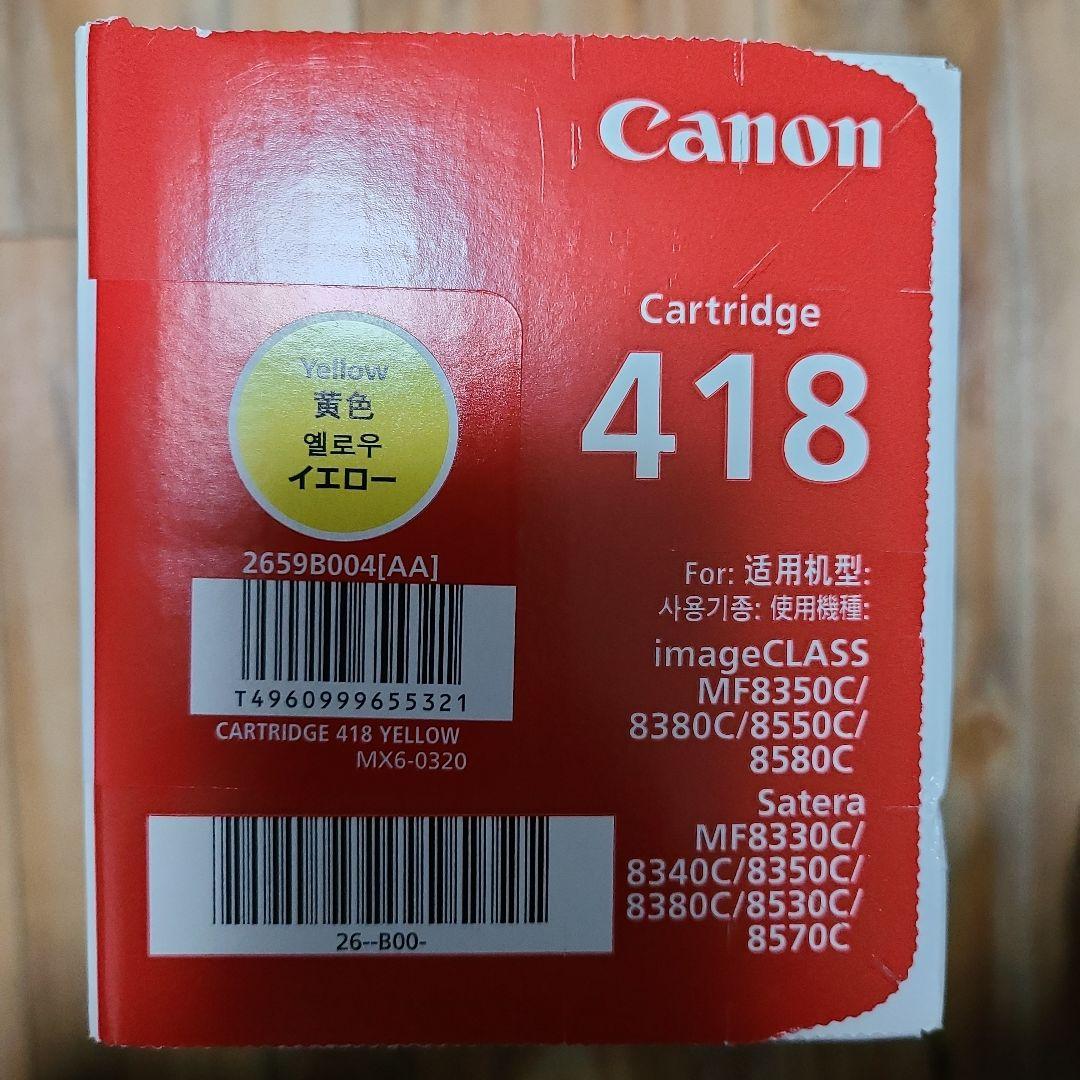 Canon
Cartridge
418
Yellow
黄色
옐로우
イエロー
2659B004[AA]
T4960999655321
CARTRIDGE 418 YELLOW
MX6-0320
26--B00-
For: 适用机型:
사용기종: 使用機種:
imageCLASS
MF8350C/
8380C/8550C/
8580C
Satera
MF8330C/
8340C/8350C/
8380C/8530C/
8570C